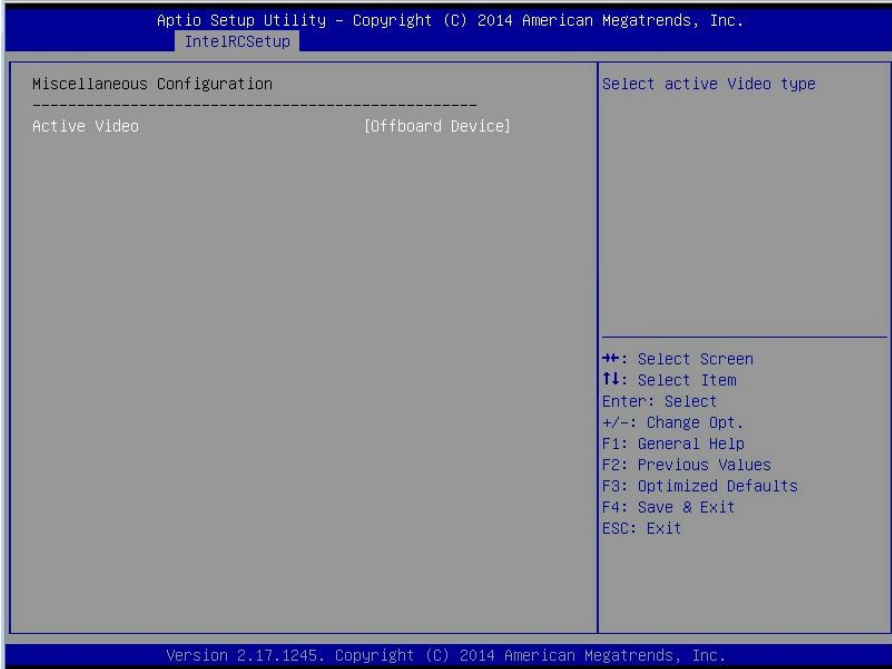 Aptio Setup Utility – Copyright (C) 2014 American Megatrends, Inc.
IntelRCSetup
Miscellaneous Configuration
--------------------------------------------------
Active Video [Offboard Device]
Select active Video type
→←: Select Screen
↑↓: Select Item
Enter: Select
+/-: Change Opt.
F1: General Help
F2: Previous Values
F3: Optimized Defaults
F4: Save & Exit
ESC: Exit
Version 2.17.1245. Copyright (C) 2014 American Megatrends, Inc.